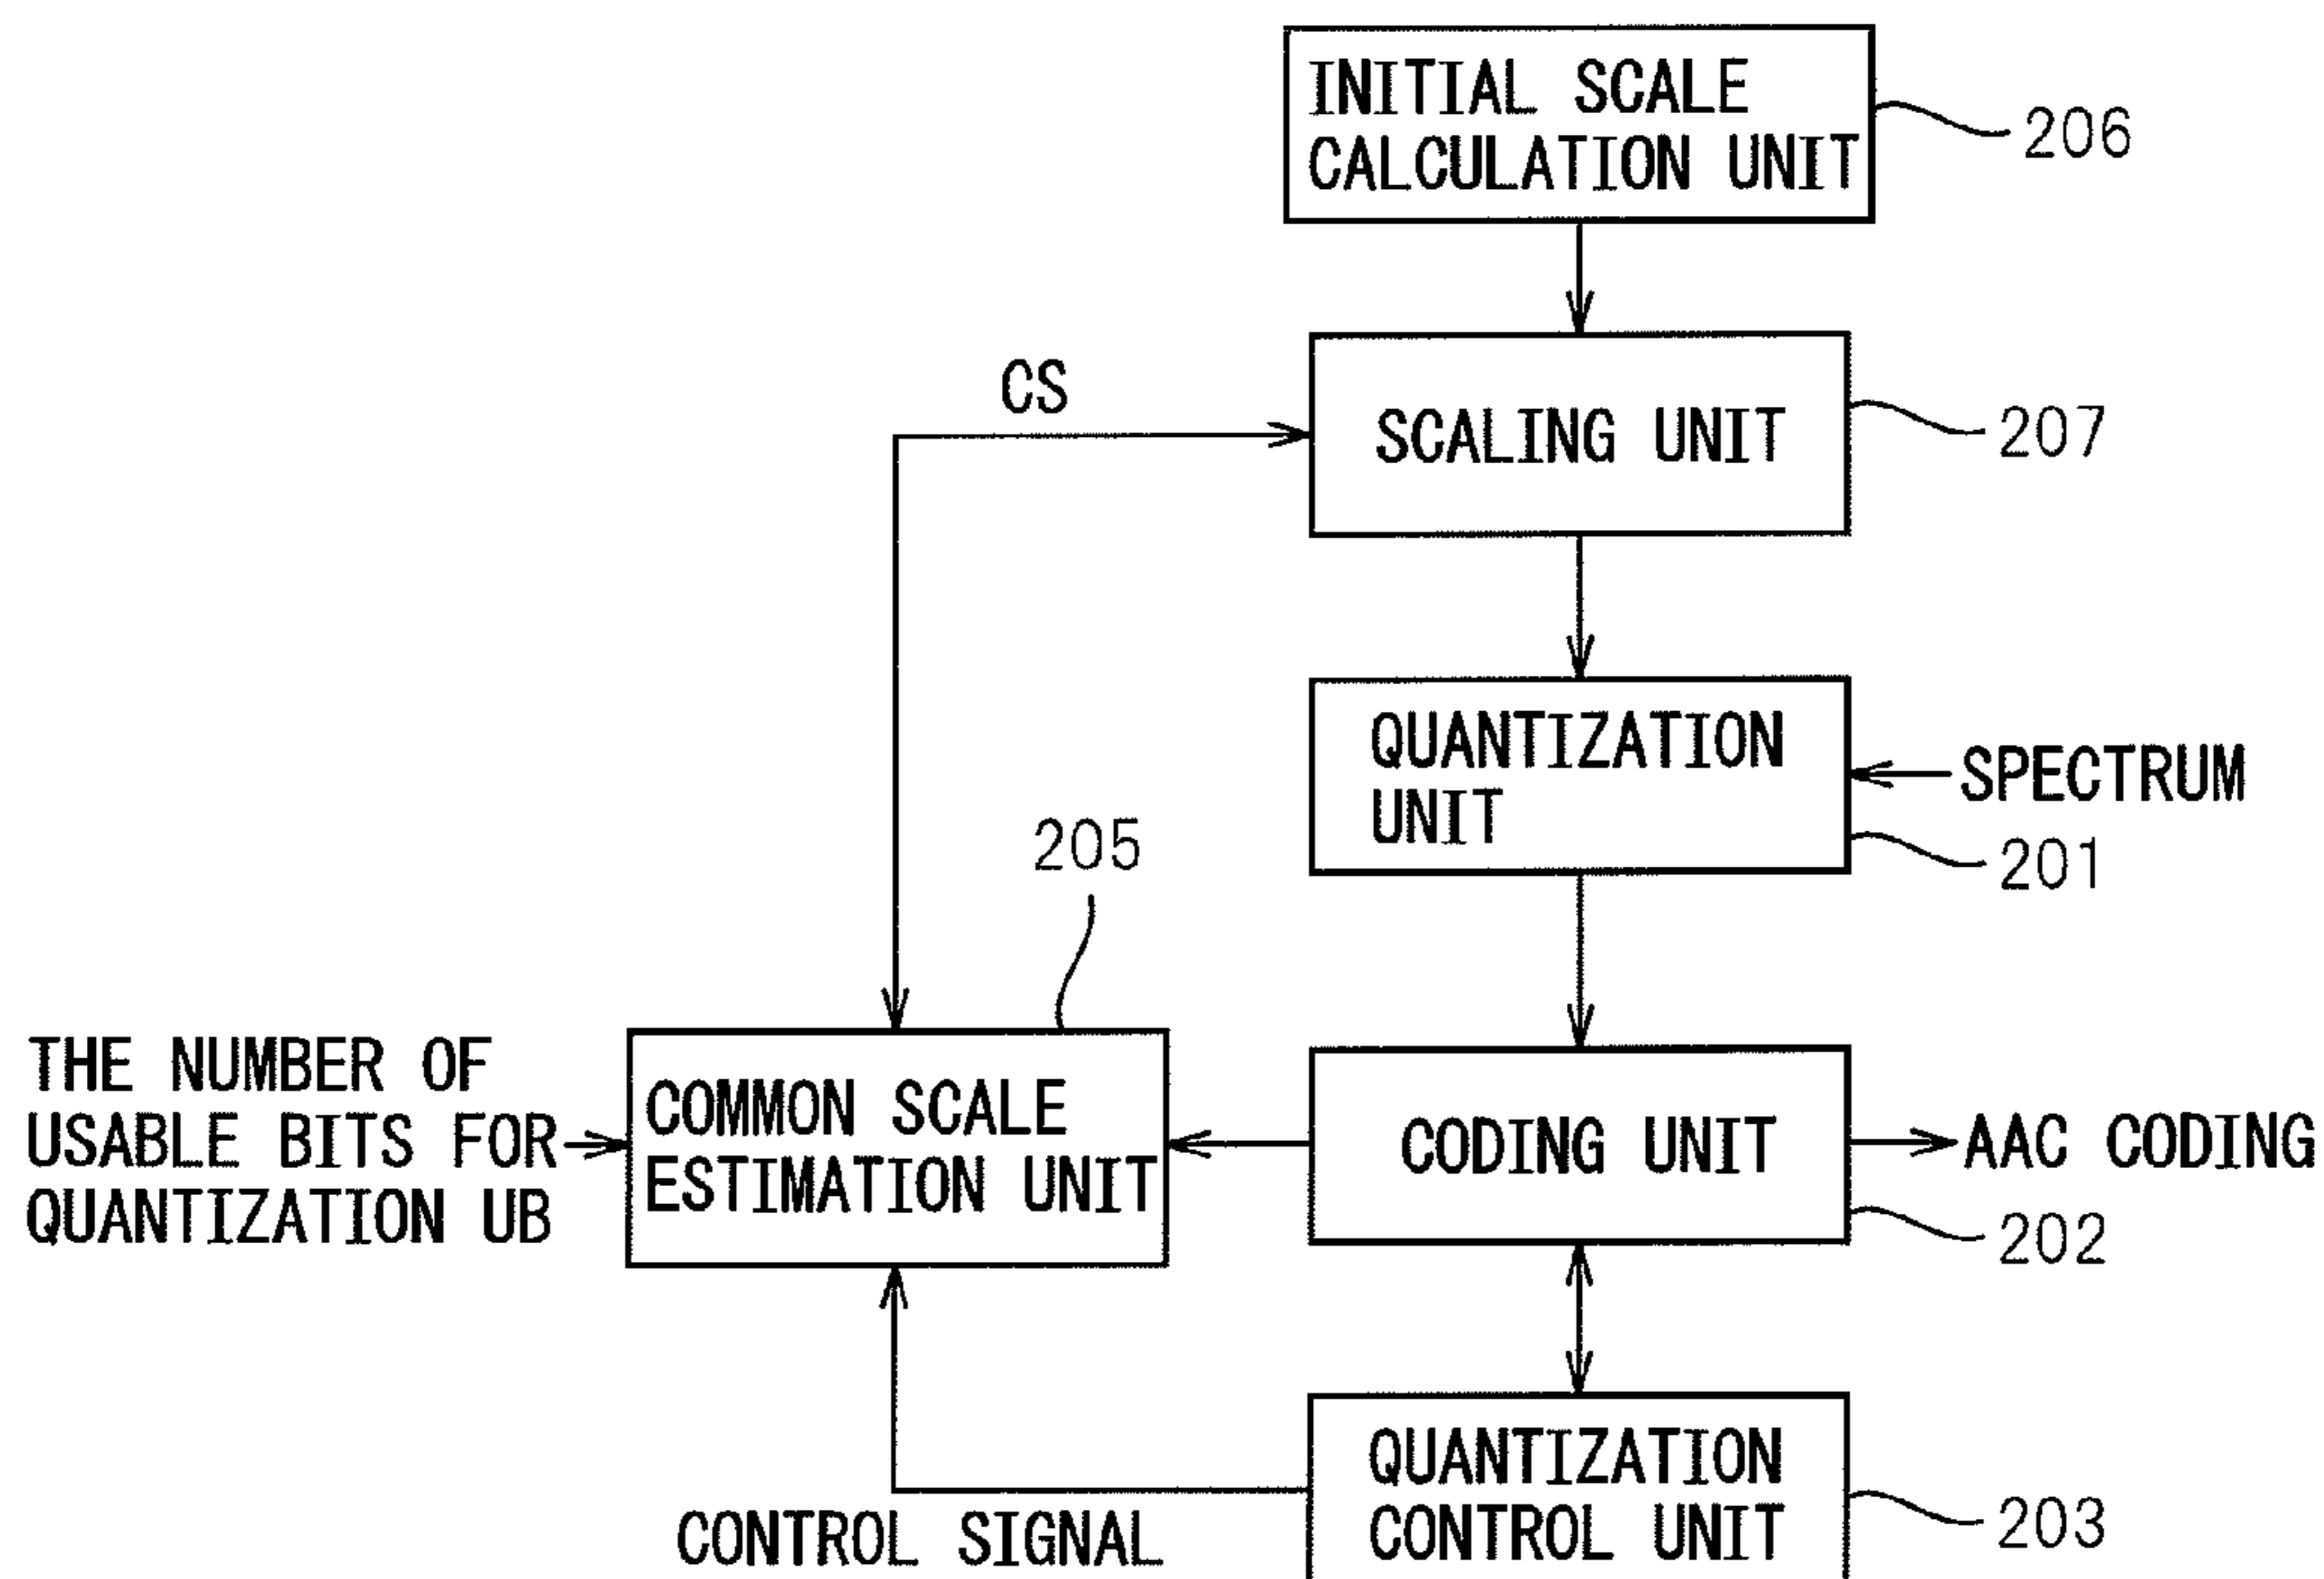 INITIAL SCALE
CALCULATION UNIT
206
CS
SCALING UNIT
207
QUANTIZATION
UNIT
SPECTRUM
201
205
THE NUMBER OF
USABLE BITS FOR
QUANTIZATION UB
COMMON SCALE
ESTIMATION UNIT
CODING UNIT
AAC CODING
202
QUANTIZATION
CONTROL UNIT
203
CONTROL SIGNAL